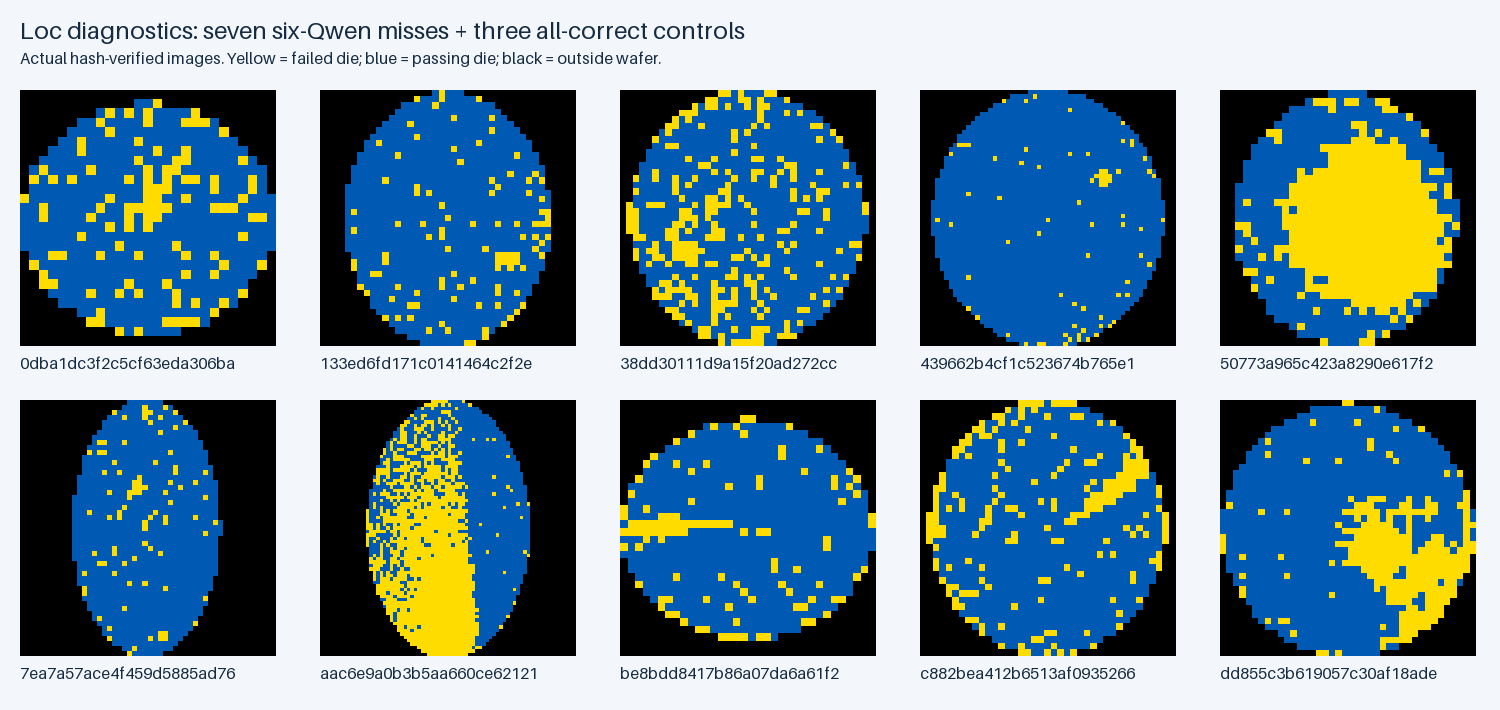 Loc diagnostics: seven six-Qwen misses + three all-correct controls
Actual hash-verified images. Yellow = failed die; blue = passing die; black = outside wafer.
0dba1dc3f2c5cf63eda306ba
133ed6fd171c0141464c2f2e
38dd30111d9a15f20ad272cc
439662b4cf1c523674b765e1
50773a965c423a8290e617f2
7ea7a57ace4f459d5885ad76
aac6e9a0b3b5aa660ce62121
be8bdd8417b86a07da6a61f2
c882bea412b6513af0935266
dd855c3b619057c30af18ade